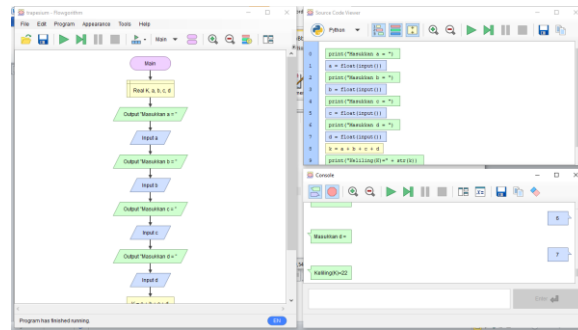 trapesium - Flowgorithm
File Edit Program Appearance Tools Help
Main
Main
Real K, a, b, c, d
Output "Masukkan a = "
Input a
Output "Masukkan b = "
Input b
Output "Masukkan c = "
Input c
Output "Masukkan d = "
Input d
Program has finished running.
EN
Source Code Viewer
Python
0 print("Masukkan a = ")
1 a = float(input())
2 print("Masukkan b = ")
3 b = float(input())
4 print("Masukkan c = ")
5 c = float(input())
6 print("Masukkan d = ")
7 d = float(input())
8 k = a + b + c + d
9 print("Keliling(K)=" + str(k))
Console
6
Masukkan d =
7
Keliling(K)=22
Enter